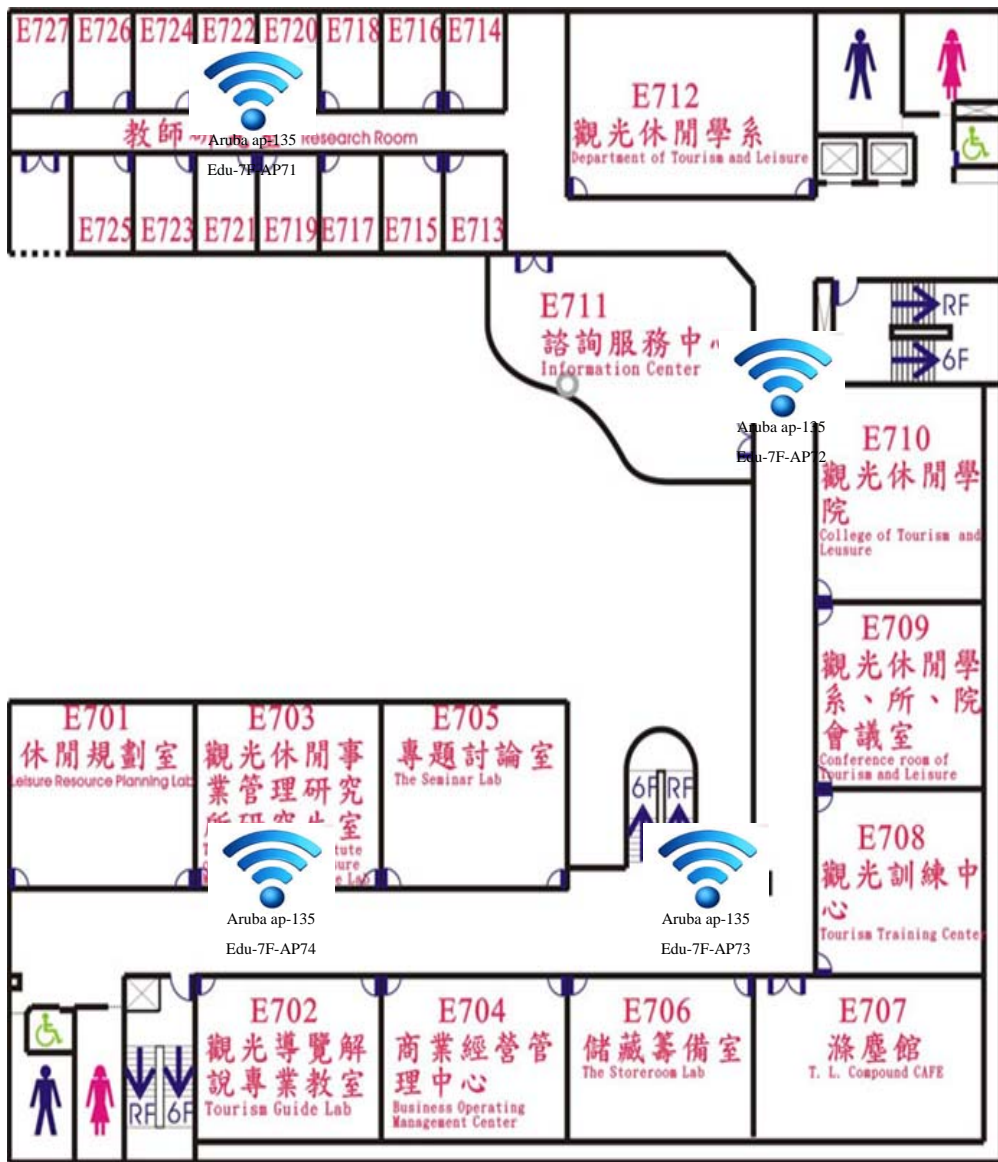 E727
E726
E724
E722
E720
E718
E716
E714
教師
Research Room
Aruba ap-135
Edu-7F-AP71
E725
E723
E721
E719
E717
E715
E713
E712
觀光休閒學系
Department of Tourism and Leisure
E711
諮詢服務中
Information Center
RF
6F
Aruba ap-135
Edu-7F-AP72
E710
觀光休閒學
院
College of Tourism and
Leusure
E709
觀光休閒學
系、所、院
會議室
Conference room of
Tourism and Leisure
E701
休閒規劃室
Leisure Resource Planning Lab
E703
觀光休閒事
業管理研究
所研究生室
E705
專題討論室
The Seminar Lab
6F
RF
E708
觀光訓練中
心
Tourism Training Center
Aruba ap-135
Edu-7F-AP74
Aruba ap-135
Edu-7F-AP73
RF
6F
E702
觀光導覽解
說專業教室
Tourism Guide Lab
E704
商業經營管
理中心
Business Operating
Management Center
E706
儲藏籌備室
The Storeroom Lab
E707
滌塵館
T. L. Compound CAFE